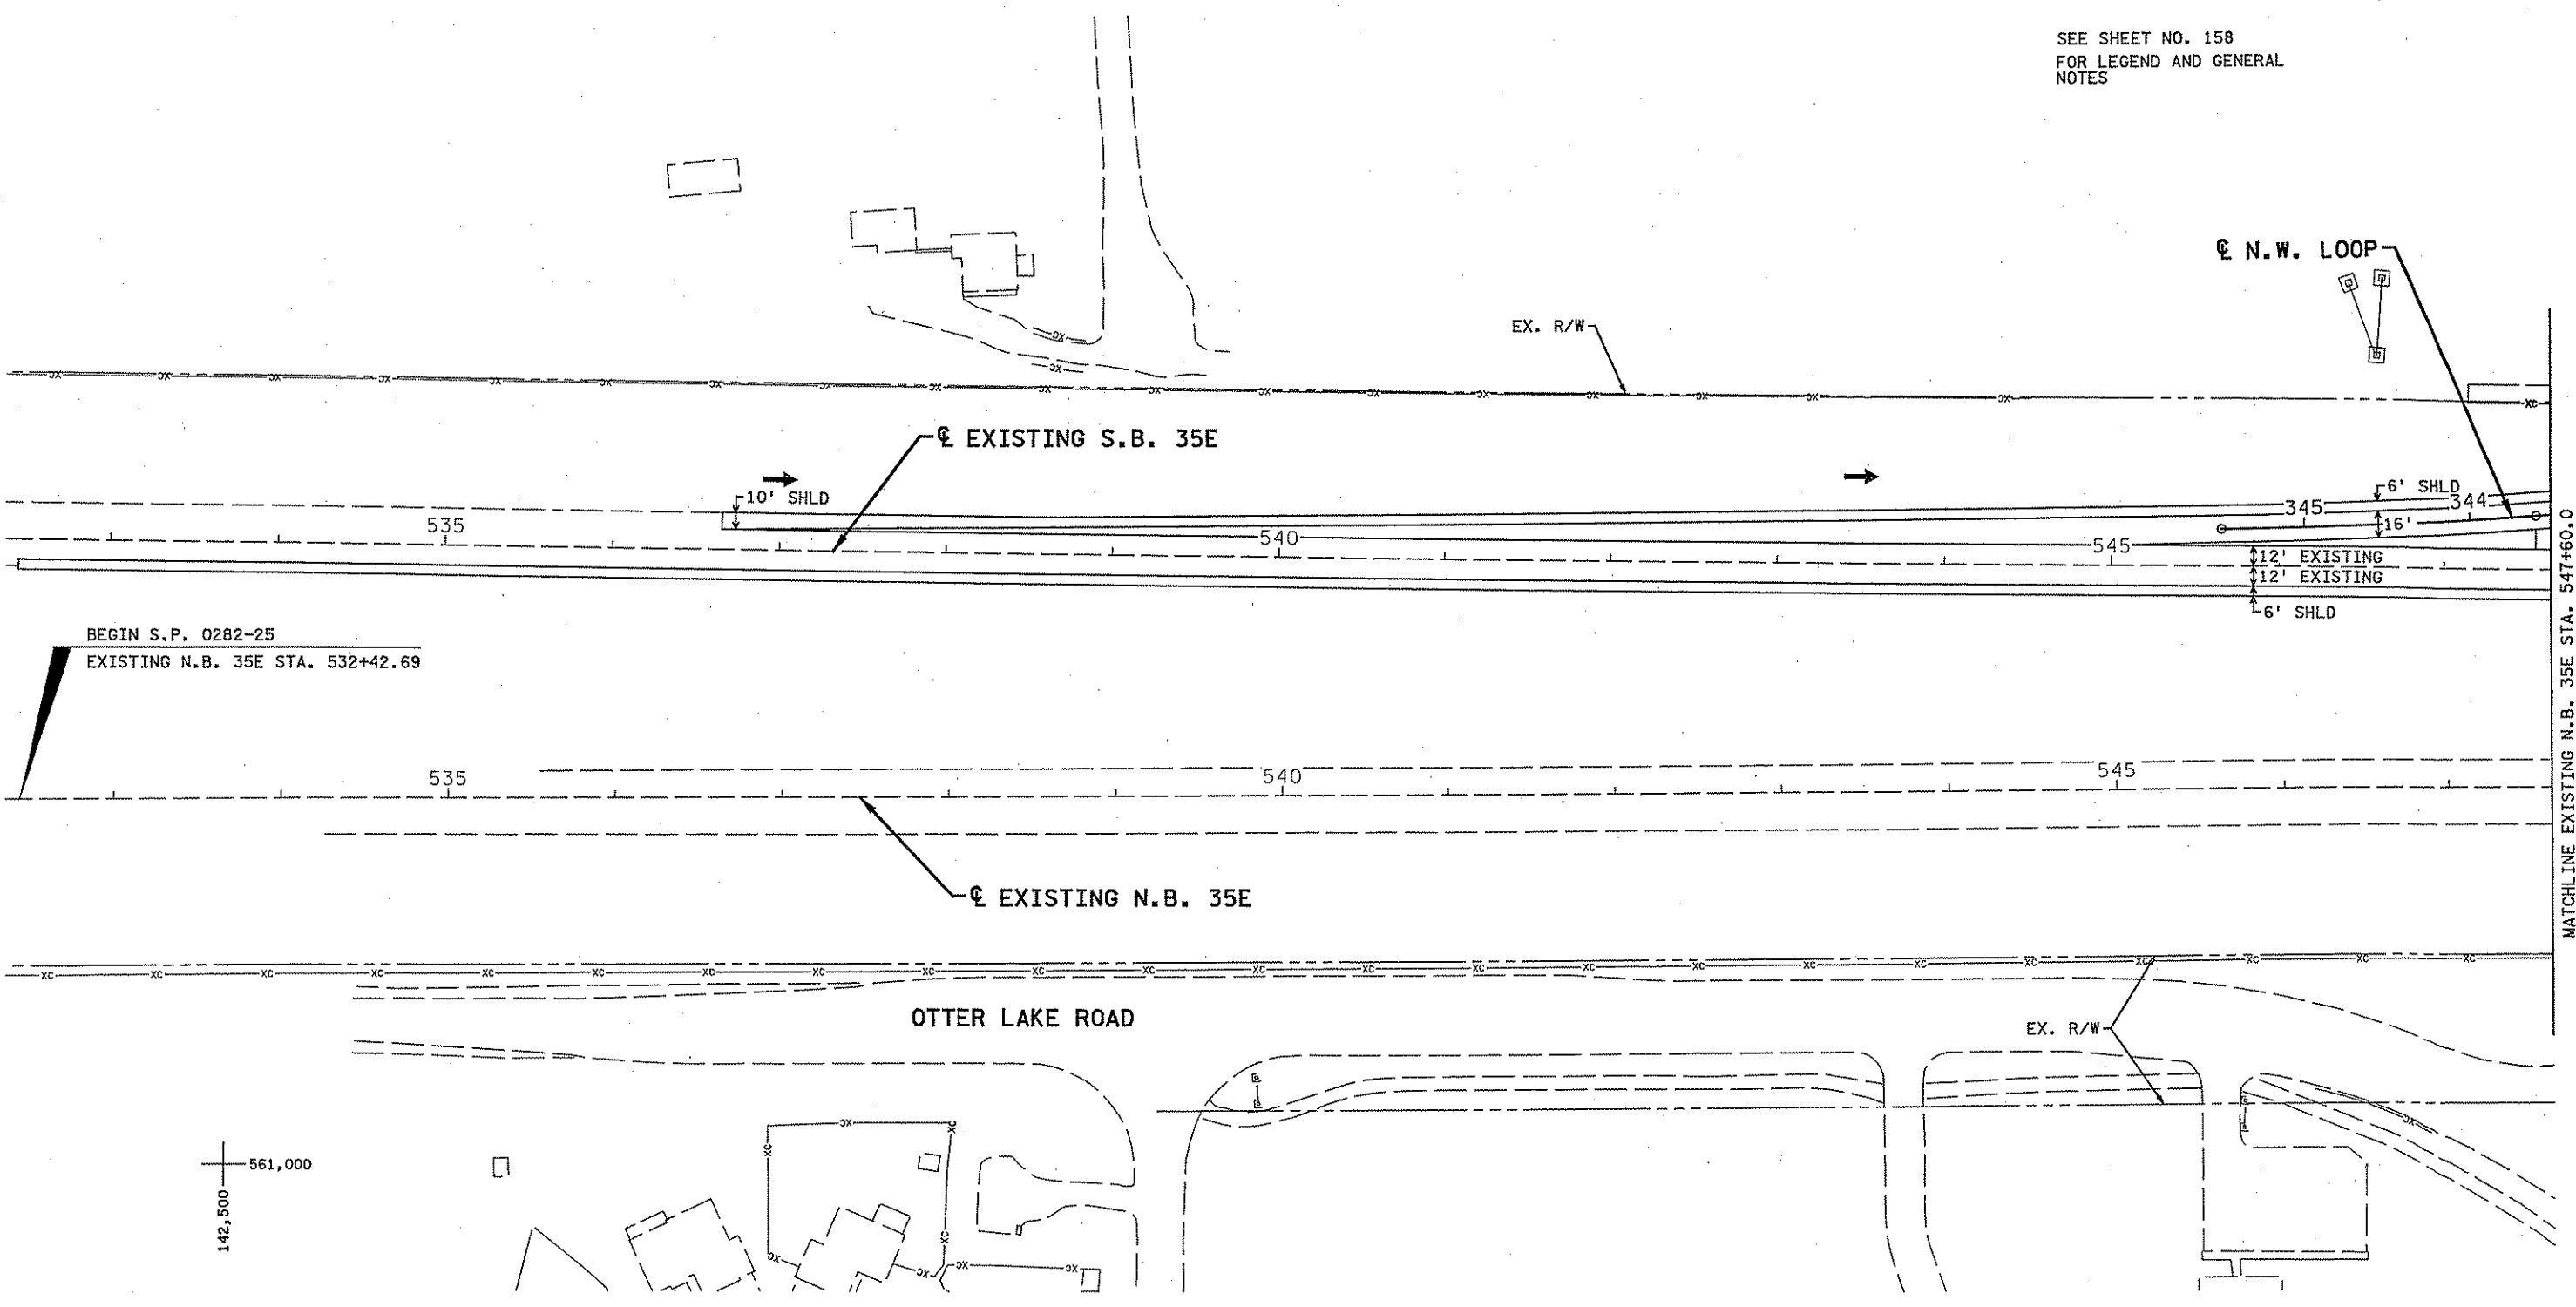 SEE SHEET NO. 158
FOR LEGEND AND GENERAL
NOTES
℄ N.W. LOOP
EX. R/W
℄ EXISTING S.B. 35E
10' SHLD
6' SHLD
345
344
16'
535
540
545
12' EXISTING
12' EXISTING
6' SHLD
BEGIN S.P. 0282-25
EXISTING N.B. 35E STA. 532+42.69
MATCHLINE EXISTING N.B. 35E STA. 547+60.0
535
540
545
℄ EXISTING N.B. 35E
OTTER LAKE ROAD
EX. R/W
561,000
142,500